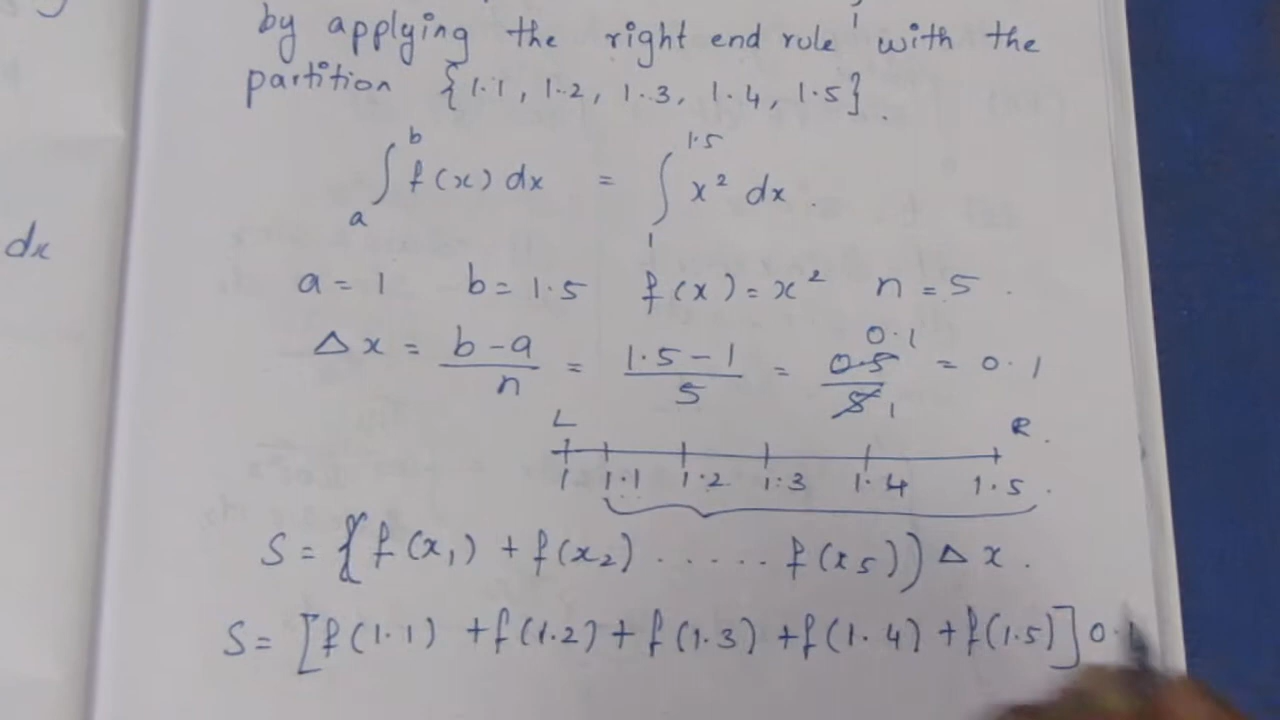 by applying the right end rule with the
partition {1.1, 1.2, 1.3, 1.4, 1.5}.
∫ₐᵇ f(x) dx = ∫₁^1.5 x² dx.
dx
a = 1 b = 1.5 f(x) = x² n = 5.
Δx = (b-a)/n = (1.5-1)/5 = 0.5/5 0.1 1 = 0.1
L R.
1 1.1 1.2 1.3 1.4 1.5.
S = {f(x₁) + f(x₂) ...... f(x₅)) Δx.
S = [f(1.1) + f(1.2) + f(1.3) + f(1.4) + f(1.5)] 0.